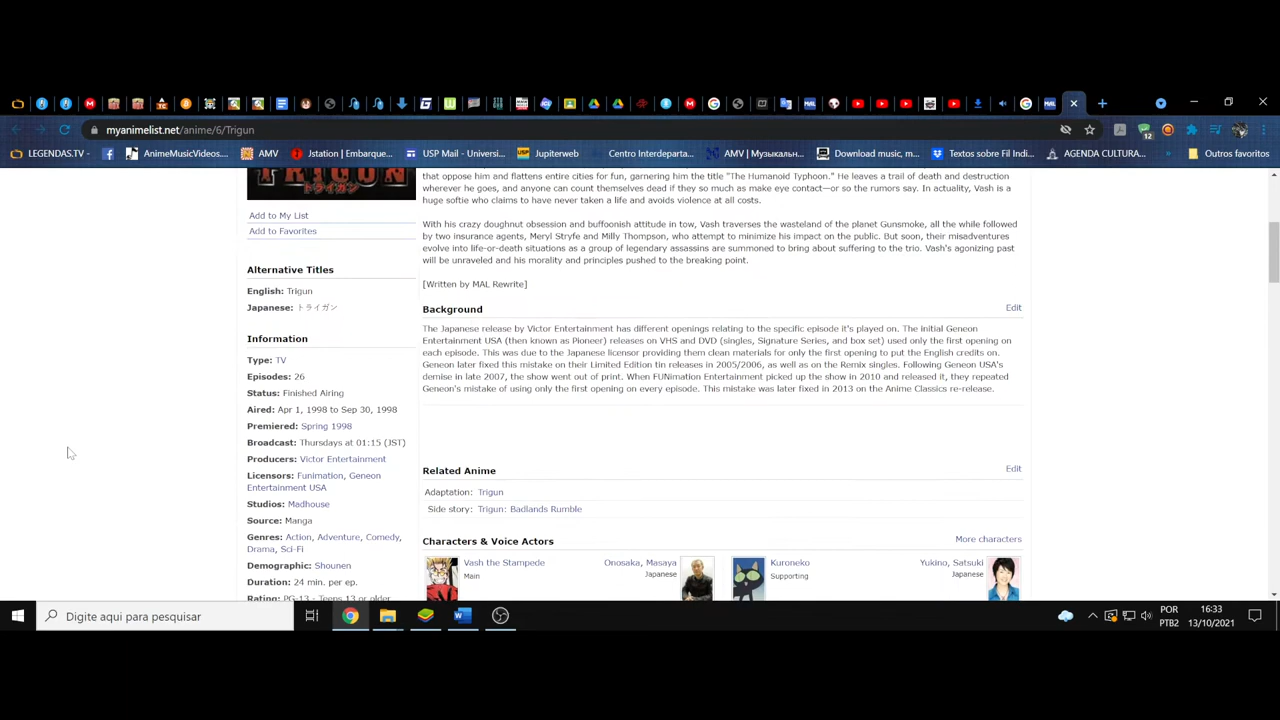 myanimelist.net/anime/6/Trigun
12
LEGENDAS.TV -
AnimeMusicVideos...
AMV
Jstation | Embarque...
USP Mail - Universi...
Jupiterweb
Centro Interdeparta...
AMV | Музыкальн...
Download music, m...
Textos sobre Fil Indi...
AGENDA CULTURA...
»
Outros favoritos
TRIGUN
トライガン
that oppose him and flattens entire cities for fun, garnering him the title "The Humanoid Typhoon." He leaves a trail of death and destruction
wherever he goes, and anyone can count themselves dead if they so much as make eye contact—or so the rumors say. In actuality, Vash is a
huge softie who claims to have never taken a life and avoids violence at all costs.
With his crazy doughnut obsession and buffoonish attitude in tow, Vash traverses the wasteland of the planet Gunsmoke, all the while followed
by two insurance agents, Meryl Stryfe and Milly Thompson, who attempt to minimize his impact on the public. But soon, their misadventures
evolve into life-or-death situations as a group of legendary assassins are summoned to bring about suffering to the trio. Vash's agonizing past
will be unraveled and his morality and principles pushed to the breaking point.
[Written by MAL Rewrite]
Add to My List
Add to Favorites
Alternative Titles
English: Trigun
Japanese: トライガン
Information
Type: TV
Episodes: 26
Status: Finished Airing
Aired: Apr 1, 1998 to Sep 30, 1998
Premiered: Spring 1998
Broadcast: Thursdays at 01:15 (JST)
Producers: Victor Entertainment
Licensors: Funimation, Geneon
Entertainment USA
Studios: Madhouse
Source: Manga
Genres: Action, Adventure, Comedy,
Drama, Sci-Fi
Demographic: Shounen
Duration: 24 min. per ep.
Rating: PG-13 - Teens 13 or older
Background
Edit
The Japanese release by Victor Entertainment has different openings relating to the specific episode it's played on. The initial Geneon
Entertainment USA (then known as Pioneer) releases on VHS and DVD (singles, Signature Series, and box set) used only the first opening on
each episode. This was due to the Japanese licensor providing them clean materials for only the first opening to put the English credits on.
Geneon later fixed this mistake on their Limited Edition tin releases in 2005/2006, as well as on the Remix singles. Following Geneon USA's
demise in late 2007, the show went out of print. When FUNimation Entertainment picked up the show in 2010 and released it, they repeated
Geneon's mistake of using only the first opening on every episode. This mistake was later fixed in 2013 on the Anime Classics re-release.
Related Anime
Edit
Adaptation: Trigun
Side story: Trigun: Badlands Rumble
Characters & Voice Actors
More characters
Vash the Stampede
Main
Onosaka, Masaya
Japanese
Kuroneko
Supporting
Yukino, Satsuki
Japanese
Digite aqui para pesquisar
POR
PTB2
16:33
13/10/2021